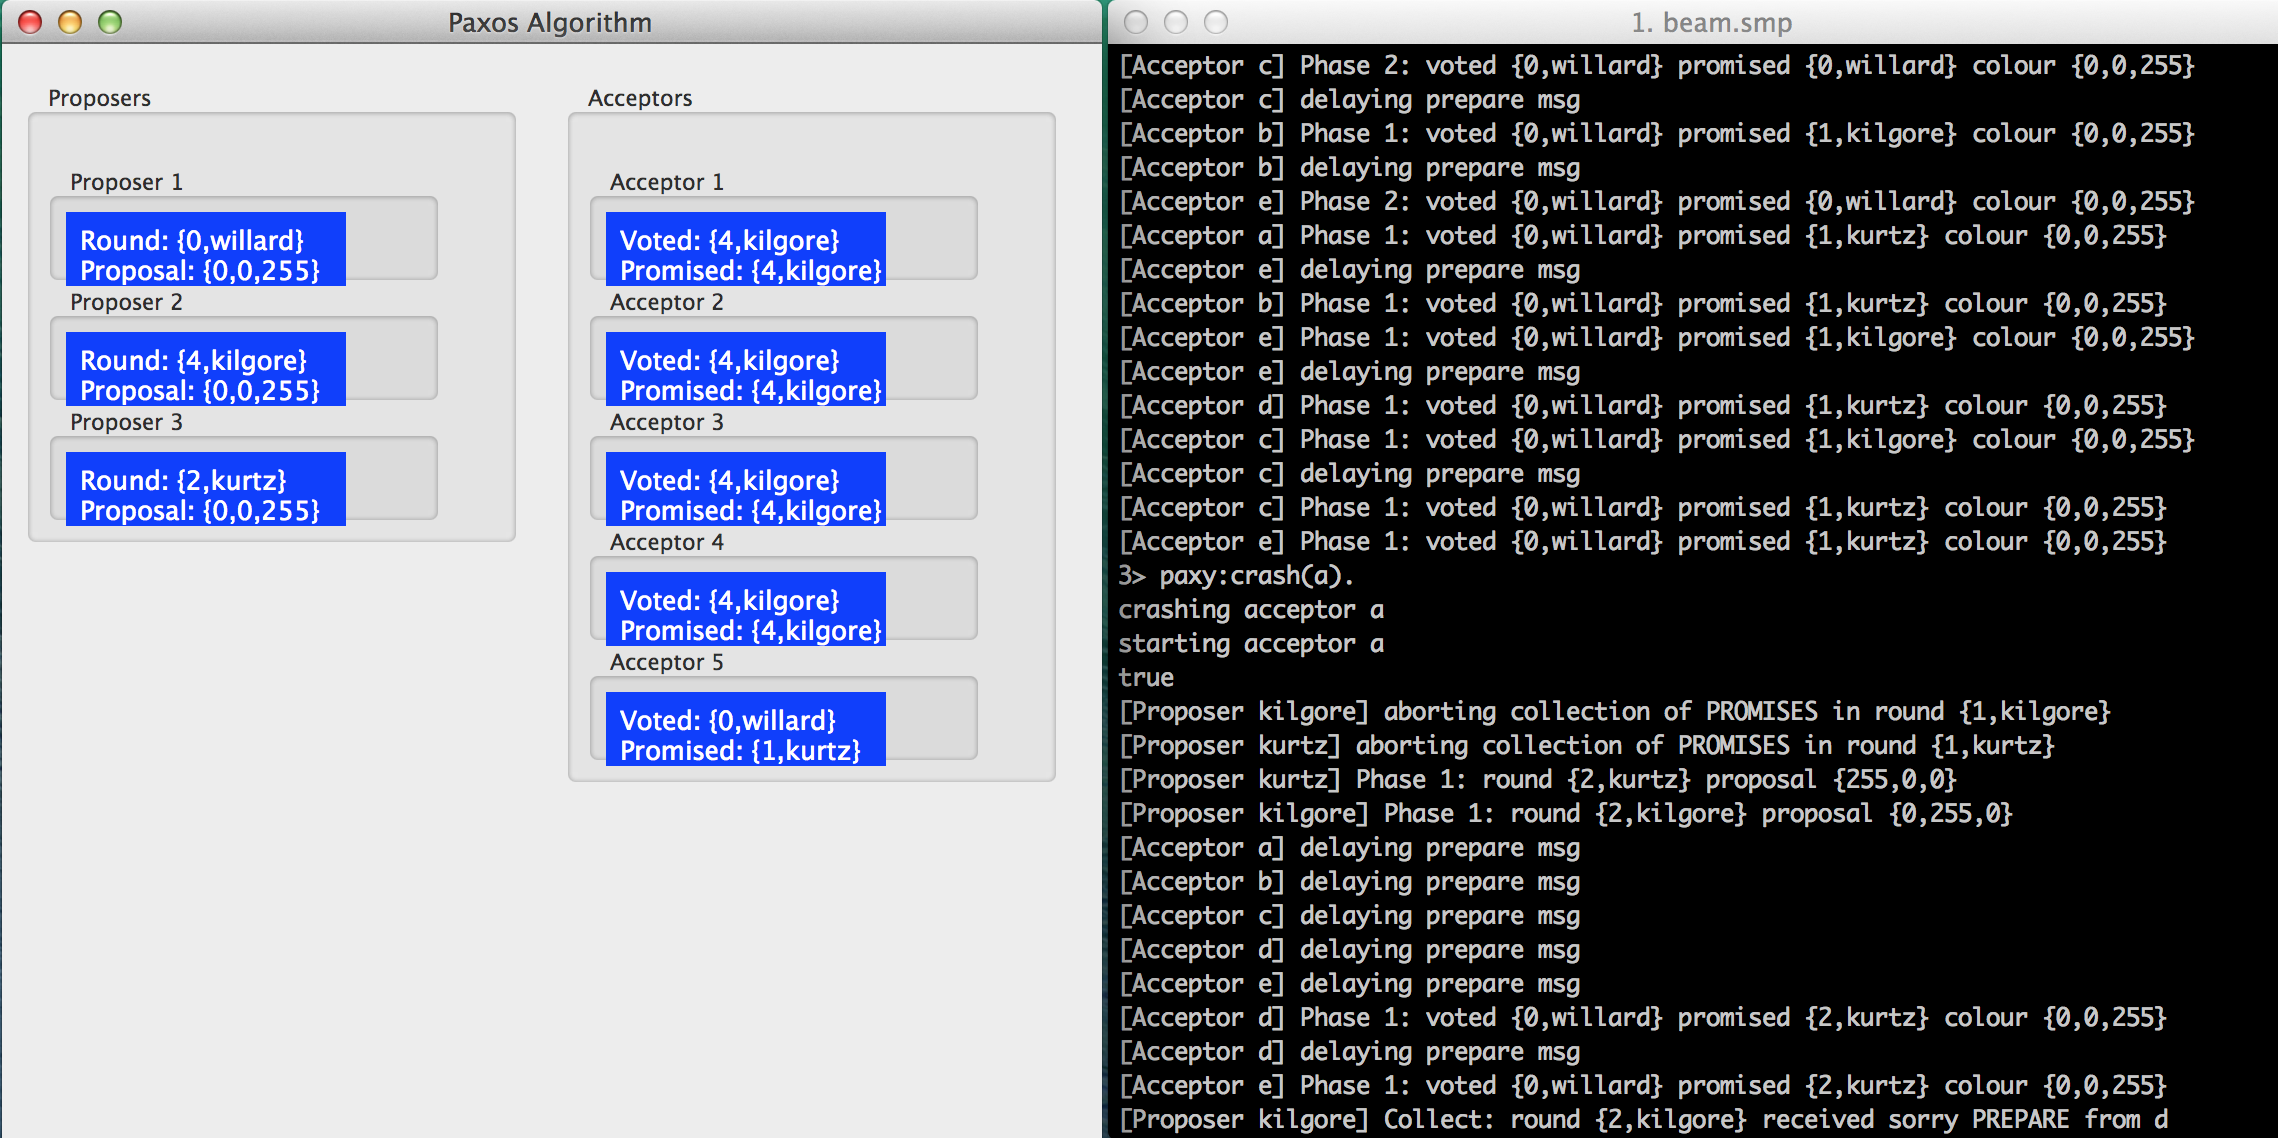 Paxos Algorithm
Proposers
Proposer 1
Round: {0,willard}
Proposal: {0,0,255}
Proposer 2
Round: {4,kilgore}
Proposal: {0,0,255}
Proposer 3
Round: {2,kurtz}
Proposal: {0,0,255}
Acceptors
Acceptor 1
Voted: {4,kilgore}
Promised: {4,kilgore}
Acceptor 2
Voted: {4,kilgore}
Promised: {4,kilgore}
Acceptor 3
Voted: {4,kilgore}
Promised: {4,kilgore}
Acceptor 4
Voted: {4,kilgore}
Promised: {4,kilgore}
Acceptor 5
Voted: {0,willard}
Promised: {1,kurtz}
1. beam.smp
[Acceptor c] Phase 2: voted {0,willard} promised {0,willard} colour {0,0,255}
[Acceptor c] delaying prepare msg
[Acceptor b] Phase 1: voted {0,willard} promised {1,kilgore} colour {0,0,255}
[Acceptor b] delaying prepare msg
[Acceptor e] Phase 2: voted {0,willard} promised {0,willard} colour {0,0,255}
[Acceptor a] Phase 1: voted {0,willard} promised {1,kurtz} colour {0,0,255}
[Acceptor e] delaying prepare msg
[Acceptor b] Phase 1: voted {0,willard} promised {1,kurtz} colour {0,0,255}
[Acceptor e] Phase 1: voted {0,willard} promised {1,kilgore} colour {0,0,255}
[Acceptor e] delaying prepare msg
[Acceptor d] Phase 1: voted {0,willard} promised {1,kurtz} colour {0,0,255}
[Acceptor c] Phase 1: voted {0,willard} promised {1,kilgore} colour {0,0,255}
[Acceptor c] delaying prepare msg
[Acceptor c] Phase 1: voted {0,willard} promised {1,kurtz} colour {0,0,255}
[Acceptor e] Phase 1: voted {0,willard} promised {1,kurtz} colour {0,0,255}
3> paxy:crash(a).
crashing acceptor a
starting acceptor a
true
[Proposer kilgore] aborting collection of PROMISES in round {1,kilgore}
[Proposer kurtz] aborting collection of PROMISES in round {1,kurtz}
[Proposer kurtz] Phase 1: round {2,kurtz} proposal {255,0,0}
[Proposer kilgore] Phase 1: round {2,kilgore} proposal {0,255,0}
[Acceptor a] delaying prepare msg
[Acceptor b] delaying prepare msg
[Acceptor c] delaying prepare msg
[Acceptor d] delaying prepare msg
[Acceptor e] delaying prepare msg
[Acceptor d] Phase 1: voted {0,willard} promised {2,kurtz} colour {0,0,255}
[Acceptor d] delaying prepare msg
[Acceptor e] Phase 1: voted {0,willard} promised {2,kurtz} colour {0,0,255}
[Proposer kilgore] Collect: round {2,kilgore} received sorry PREPARE from d